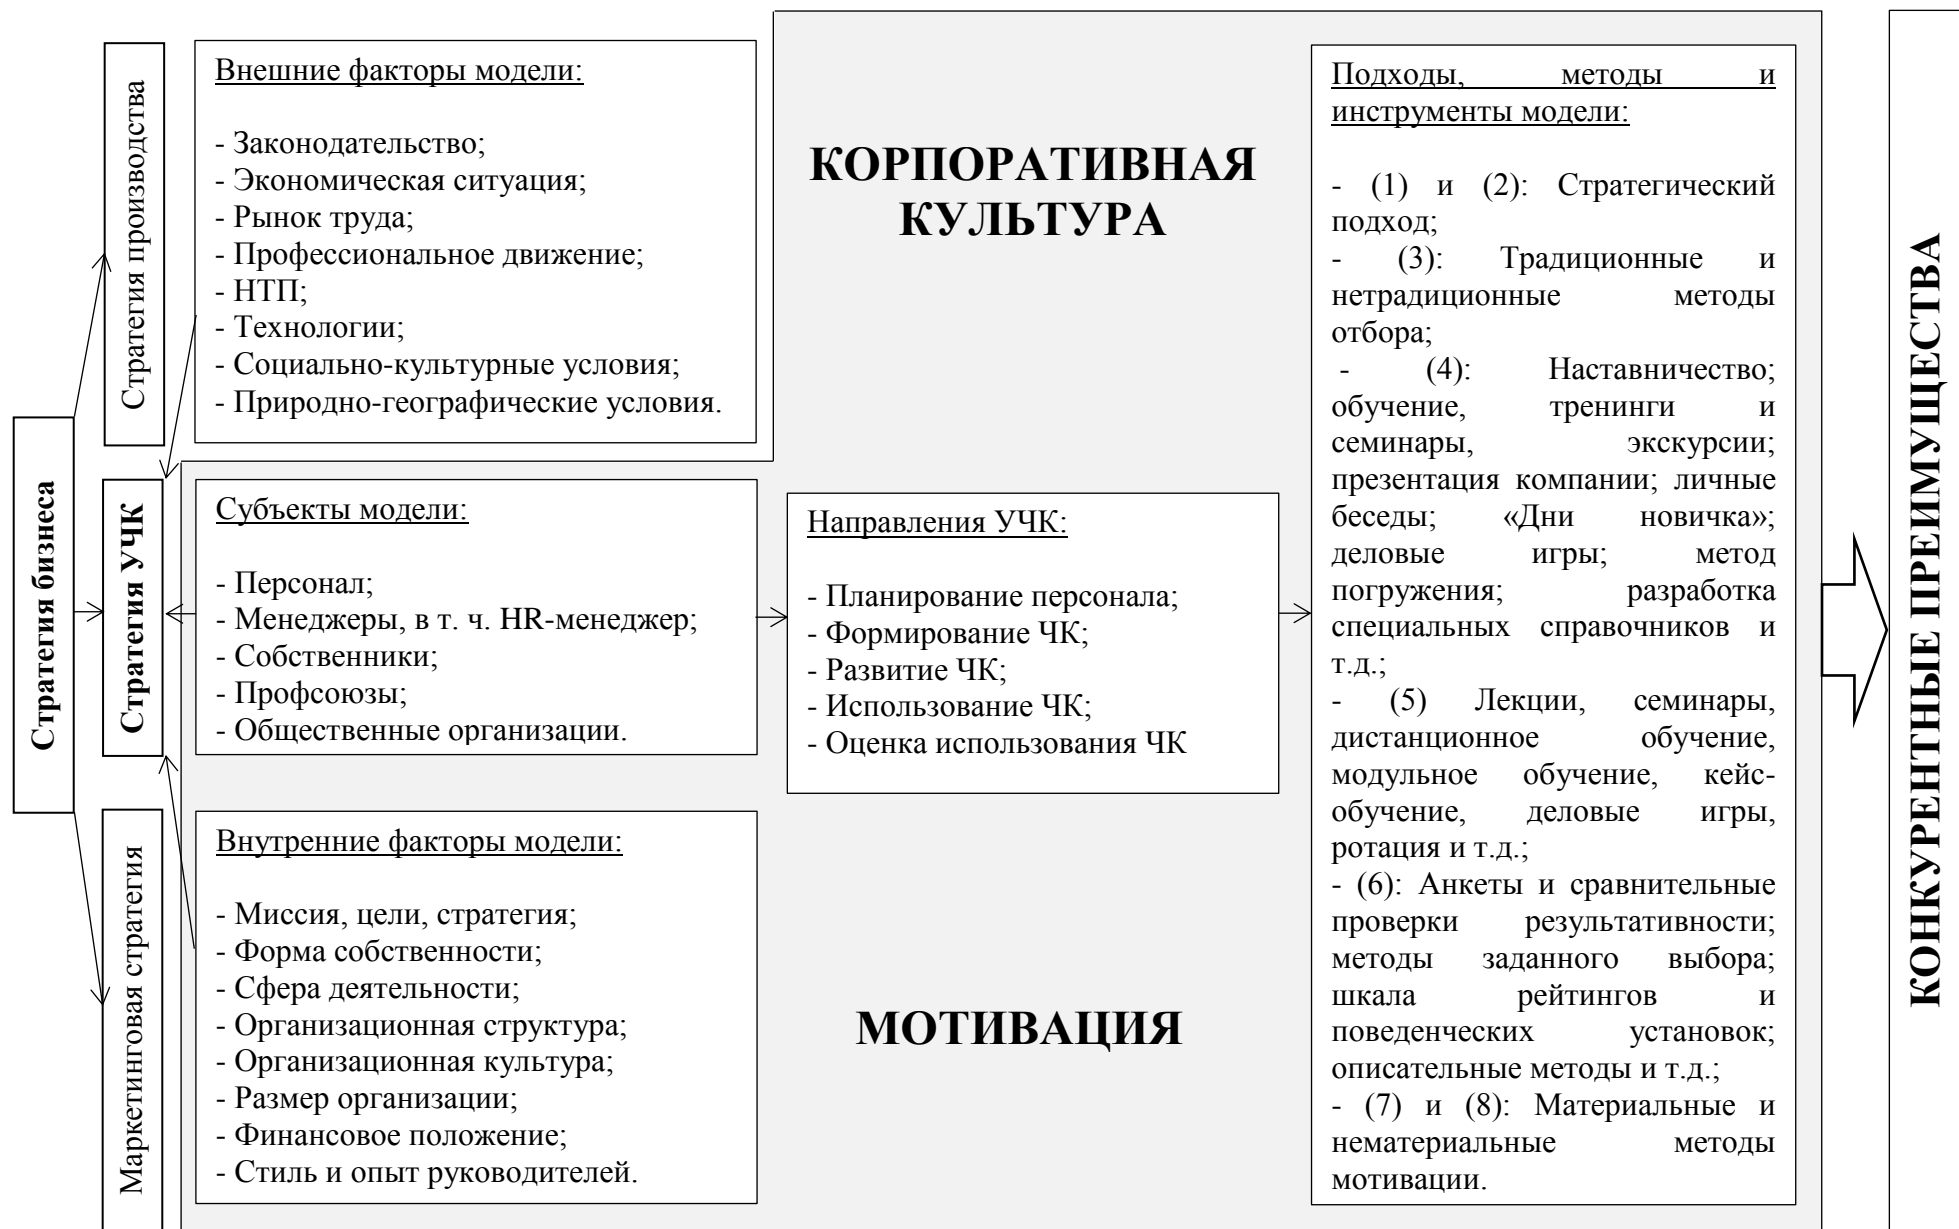 Стратегия бизнеса
Стратегия производства
Стратегия УЧК
Маркетинговая стратегия
Внешние факторы модели:
- Законодательство;
- Экономическая ситуация;
- Рынок труда;
- Профессиональное движение;
- НТП;
- Технологии;
- Социально-культурные условия;
- Природно-географические условия.
Субъекты модели:
- Персонал;
- Менеджеры, в т. ч. HR-менеджер;
- Собственники;
- Профсоюзы;
- Общественные организации.
Внутренние факторы модели:
- Миссия, цели, стратегия;
- Форма собственности;
- Сфера деятельности;
- Организационная структура;
- Организационная культура;
- Размер организации;
- Финансовое положение;
- Стиль и опыт руководителей.
КОРПОРАТИВНАЯ
КУЛЬТУРА
Направления УЧК:
- Планирование персонала;
- Формирование ЧК;
- Развитие ЧК;
- Использование ЧК;
- Оценка использования ЧК
МОТИВАЦИЯ
Подходы, методы и
инструменты модели:
- (1) и (2): Стратегический
подход;
- (3): Традиционные и
нетрадиционные методы
отбора;
- (4): Наставничество;
обучение, тренинги и
семинары, экскурсии;
презентация компании; личные
беседы; «Дни новичка»;
деловые игры; метод
погружения; разработка
специальных справочников и
т.д.;
- (5) Лекции, семинары,
дистанционное обучение,
модульное обучение, кейс-
обучение, деловые игры,
ротация и т.д.;
- (6): Анкеты и сравнительные
проверки результативности;
методы заданного выбора;
шкала рейтингов и
поведенческих установок;
описательные методы и т.д.;
- (7) и (8): Материальные и
нематериальные методы
мотивации.
КОНКУРЕНТНЫЕ ПРЕИМУЩЕСТВА